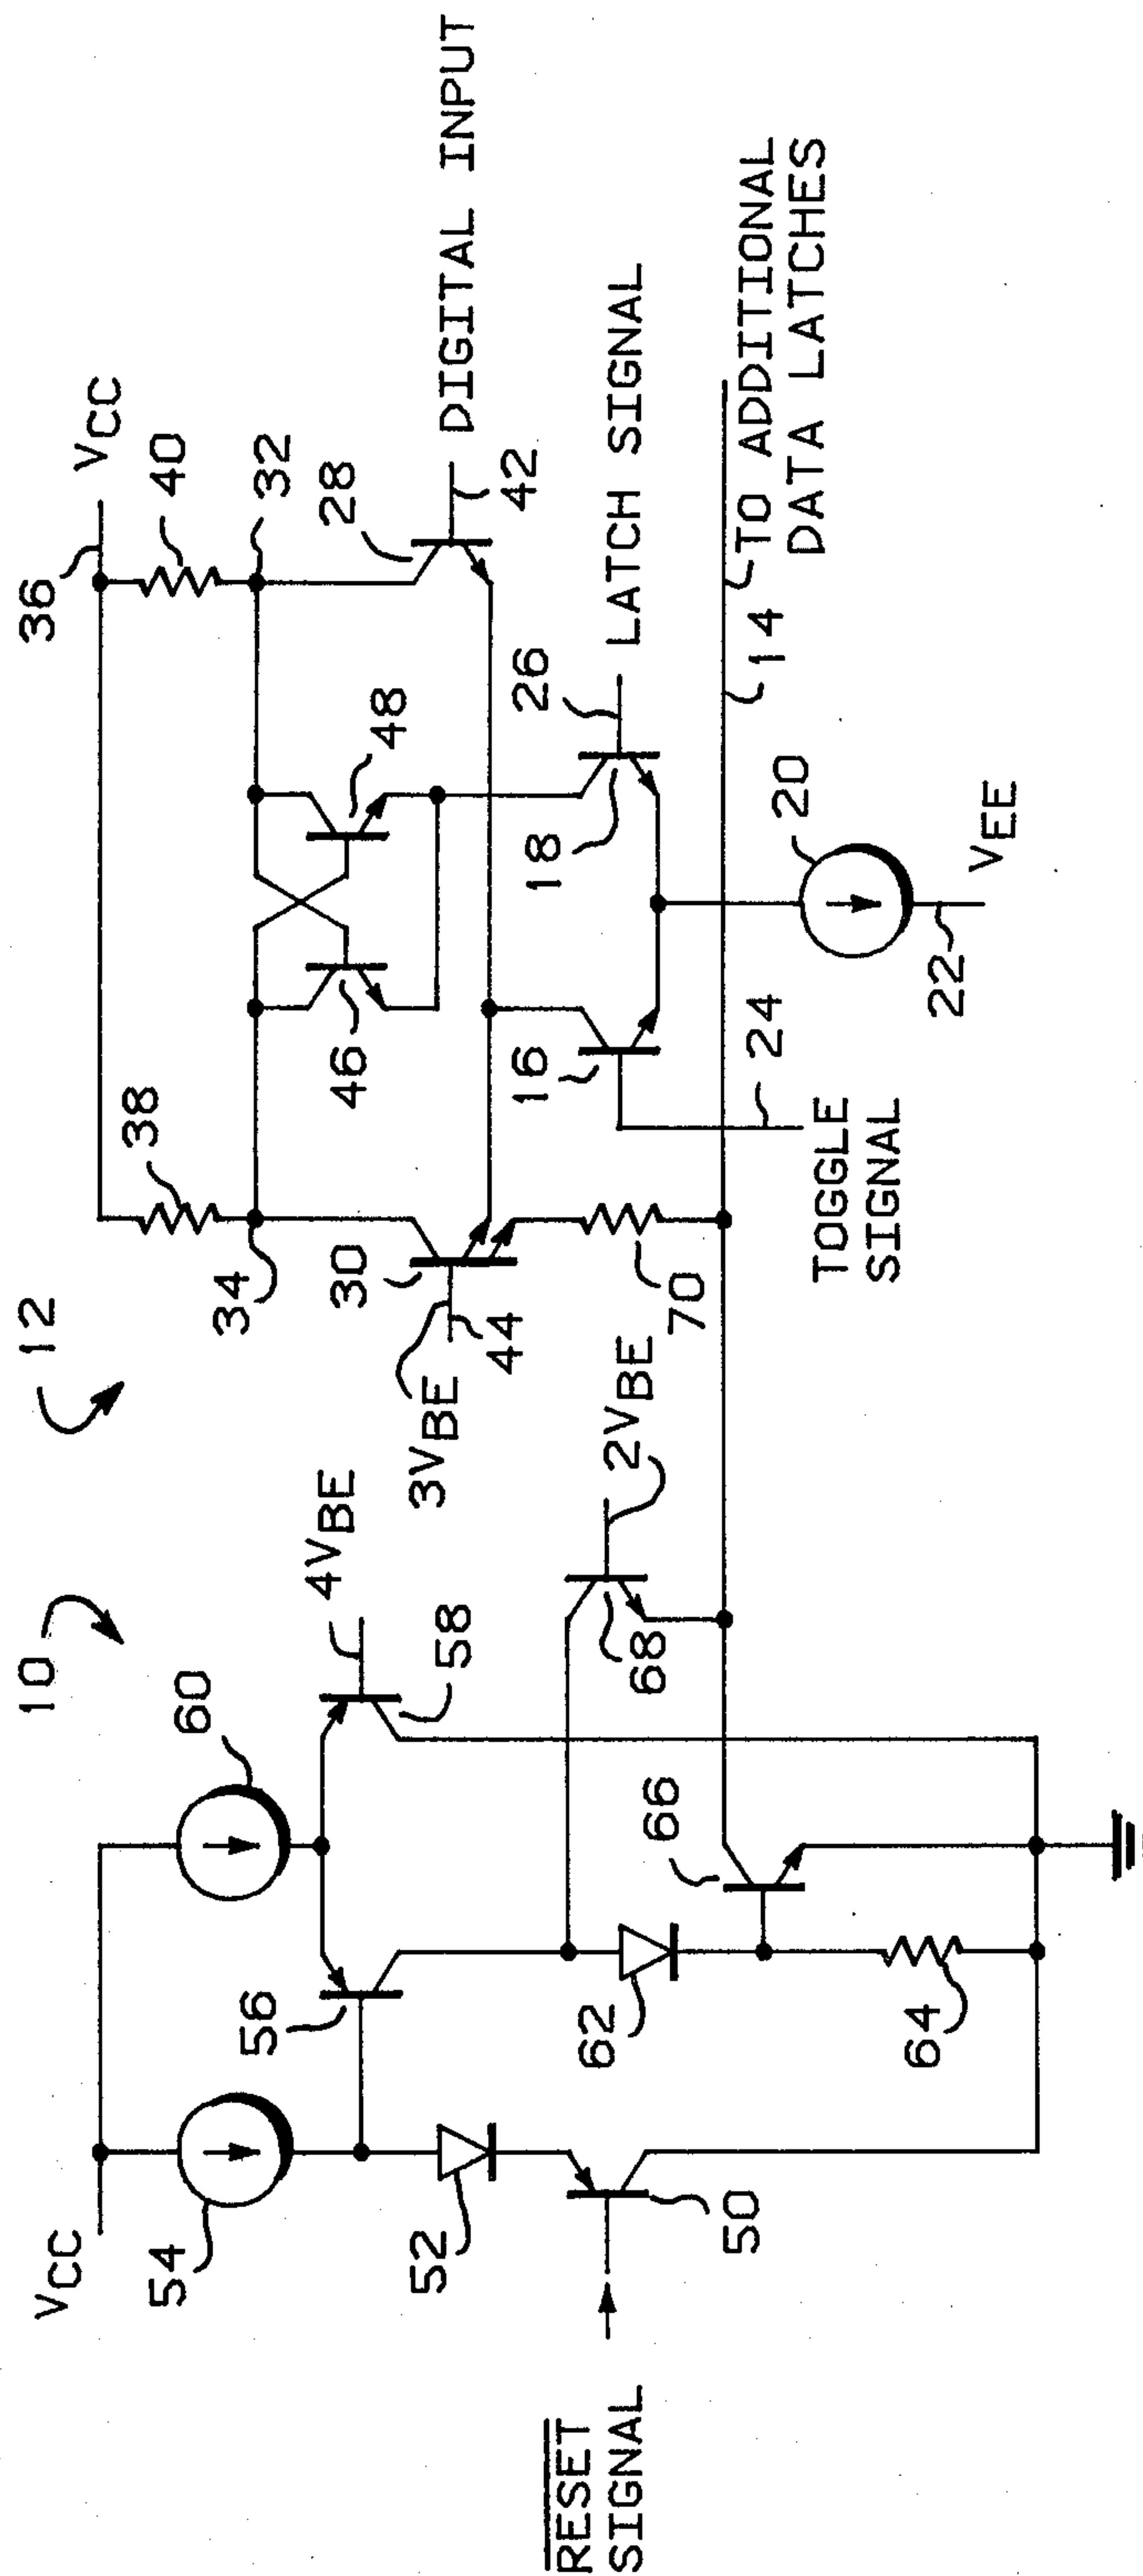 10
12
36
VCC
VCC
60
38
40
54
34
32
4VBE
48
28
56
58
30
46
DIGITAL INPUT
3VBE
44
42
52
62
2VBE
16
18
26
LATCH SIGNAL
RESET
SIGNAL
50
66
68
70
TOGGLE
SIGNAL
24
20
14
TO ADDITIONAL
DATA LATCHES
64
22
VEE